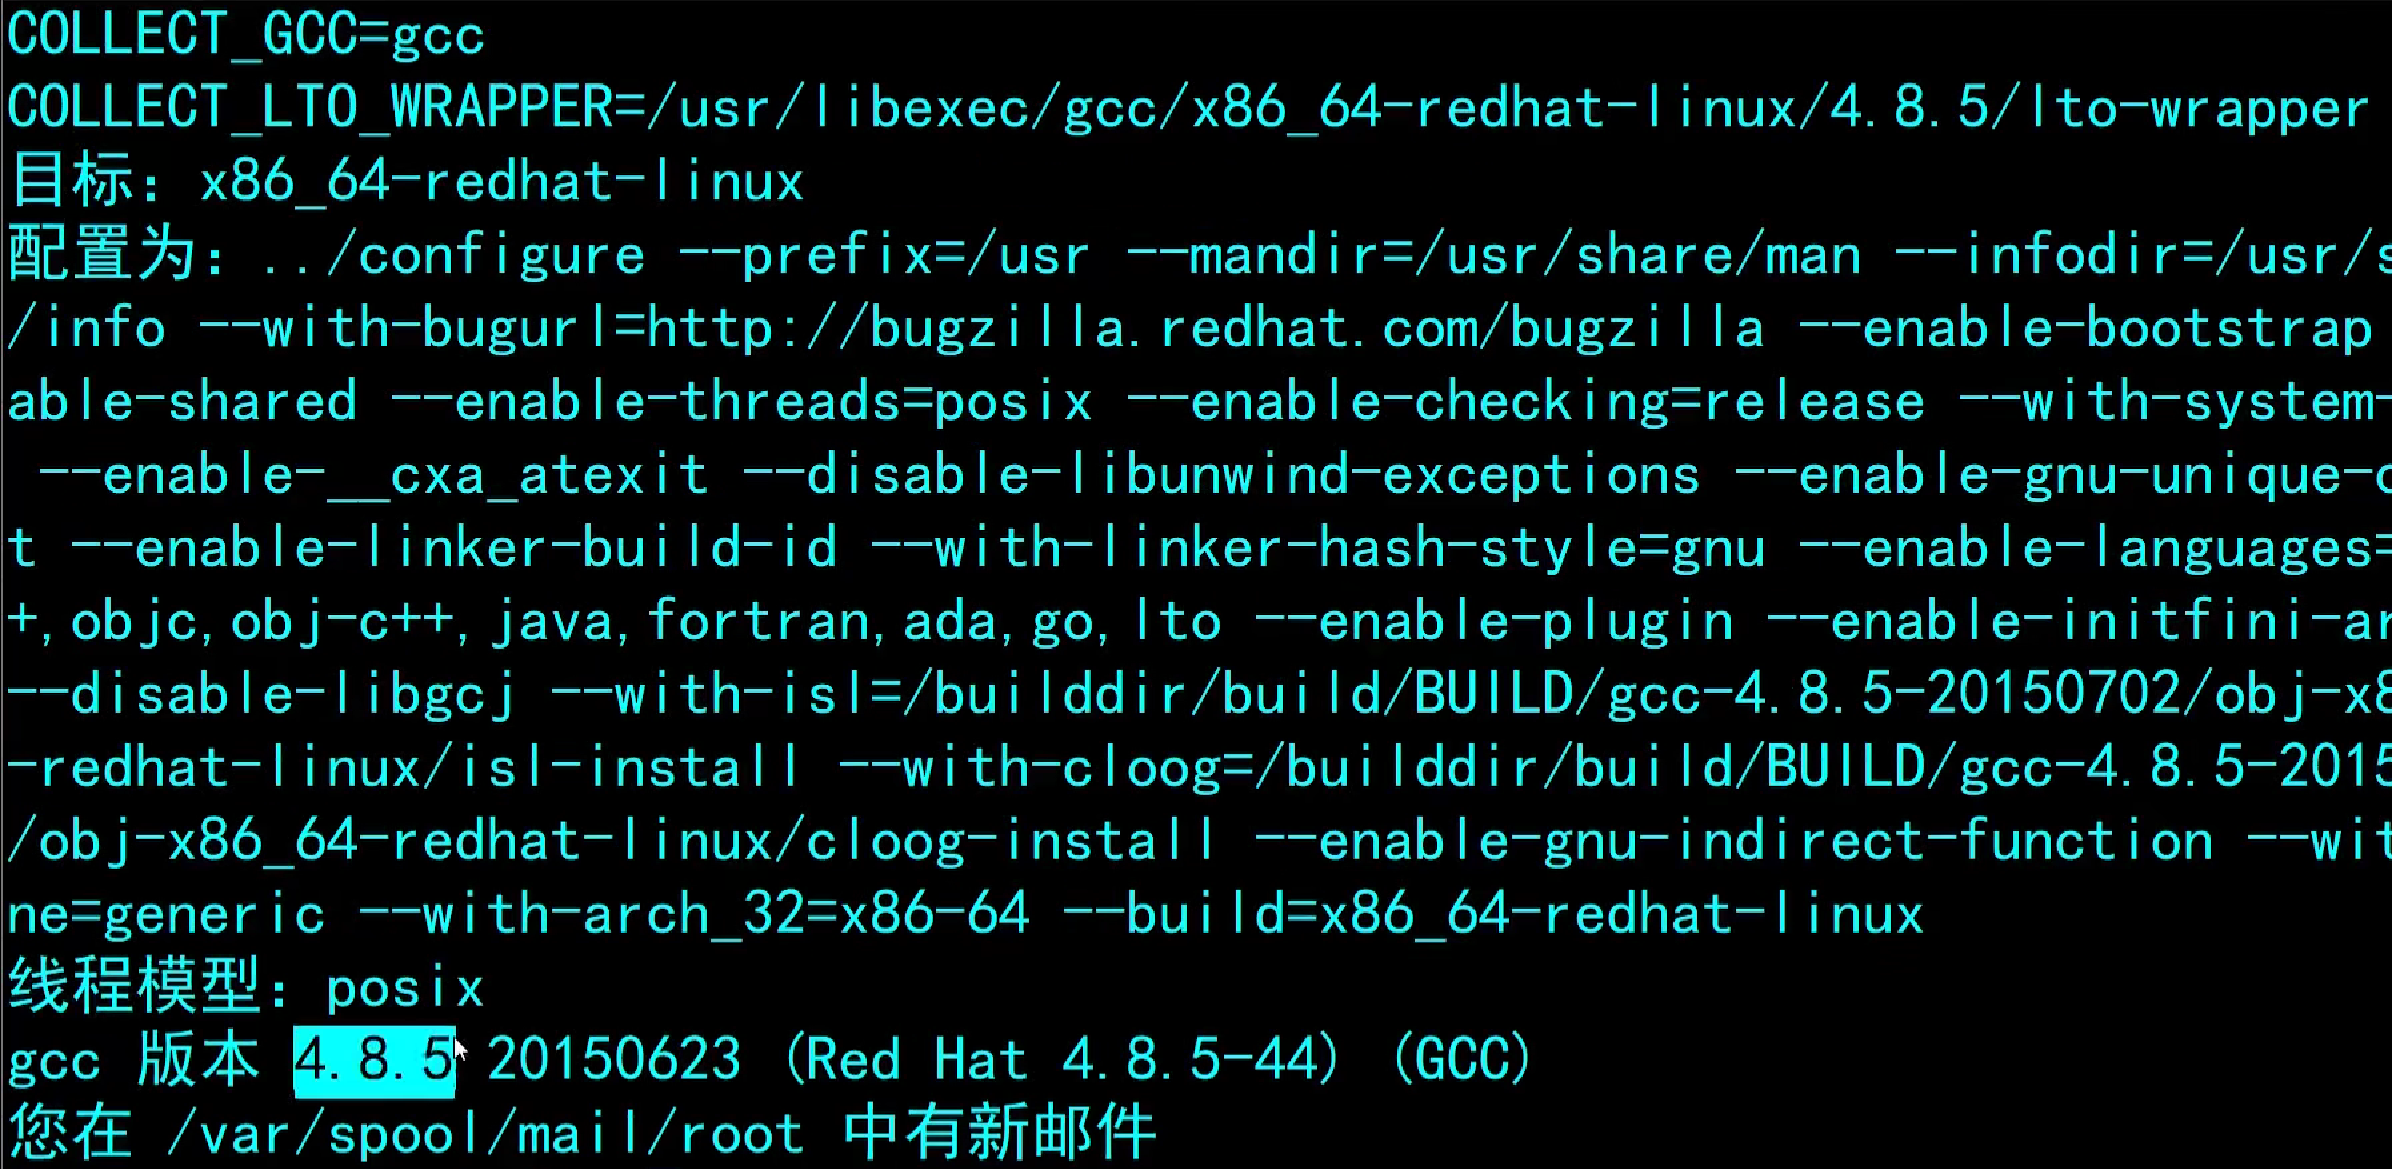 COLLECT_GCC=gcc
COLLECT_LTO_WRAPPER=/usr/libexec/gcc/x86_64-redhat-linux/4.8.5/lto-wrapper
目标：x86_64-redhat-linux
配置为：../configure --prefix=/usr --mandir=/usr/share/man --infodir=/usr/s
/info --with-bugurl=http://bugzilla.redhat.com/bugzilla --enable-bootstrap
able-shared --enable-threads=posix --enable-checking=release --with-system-
--enable-__cxa_atexit --disable-libunwind-exceptions --enable-gnu-unique-o
t --enable-linker-build-id --with-linker-hash-style=gnu --enable-languages=
+,objc,obj-c++,java,fortran,ada,go,lto --enable-plugin --enable-initfini-ar
--disable-libgcj --with-isl=/builddir/build/BUILD/gcc-4.8.5-20150702/obj-x8
-redhat-linux/isl-install --with-cloog=/builddir/build/BUILD/gcc-4.8.5-2015
/obj-x86_64-redhat-linux/cloog-install --enable-gnu-indirect-function --wit
ne=generic --with-arch_32=x86-64 --build=x86_64-redhat-linux
线程模型：posix
gcc 版本 4.8.5 20150623 (Red Hat 4.8.5-44) (GCC)
您在 /var/spool/mail/root 中有新邮件